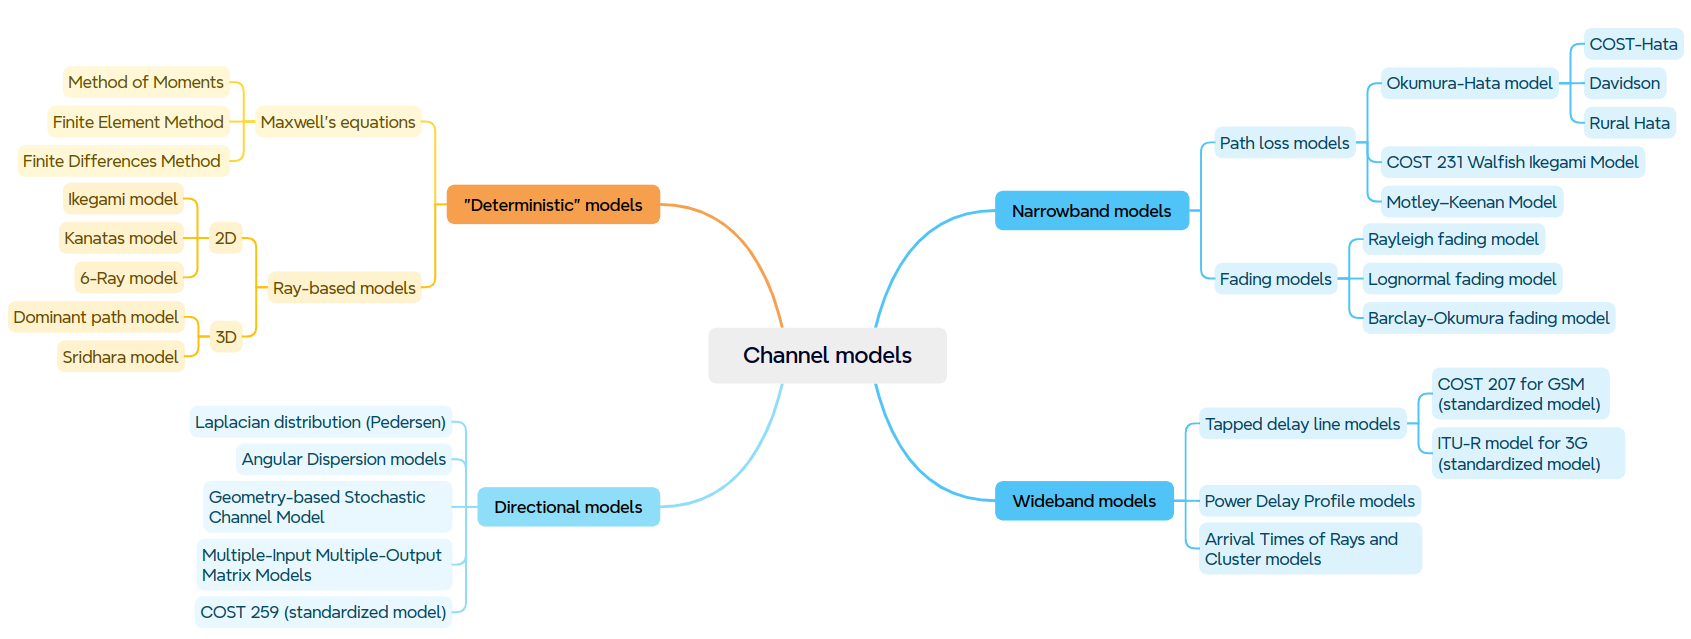 Channel models
"Deterministic" models
Maxwell's equations
Method of Moments
Finite Element Method
Finite Differences Method
Ray-based models
2D
Ikegami model
Kanatas model
6-Ray model
3D
Dominant path model
Sridhara model
Narrowband models
Path loss models
Okumura-Hata model
COST-Hata
Davidson
Rural Hata
COST 231 Walfish Ikegami Model
Motley–Keenan Model
Fading models
Rayleigh fading model
Lognormal fading model
Barclay-Okumura fading model
Directional models
Laplacian distribution (Pedersen)
Angular Dispersion models
Geometry-based Stochastic
Channel Model
Multiple-Input Multiple-Output
Matrix Models
COST 259 (standardized model)
Wideband models
Tapped delay line models
COST 207 for GSM
(standardized model)
ITU-R model for 3G
(standardized model)
Power Delay Profile models
Arrival Times of Rays and
Cluster models